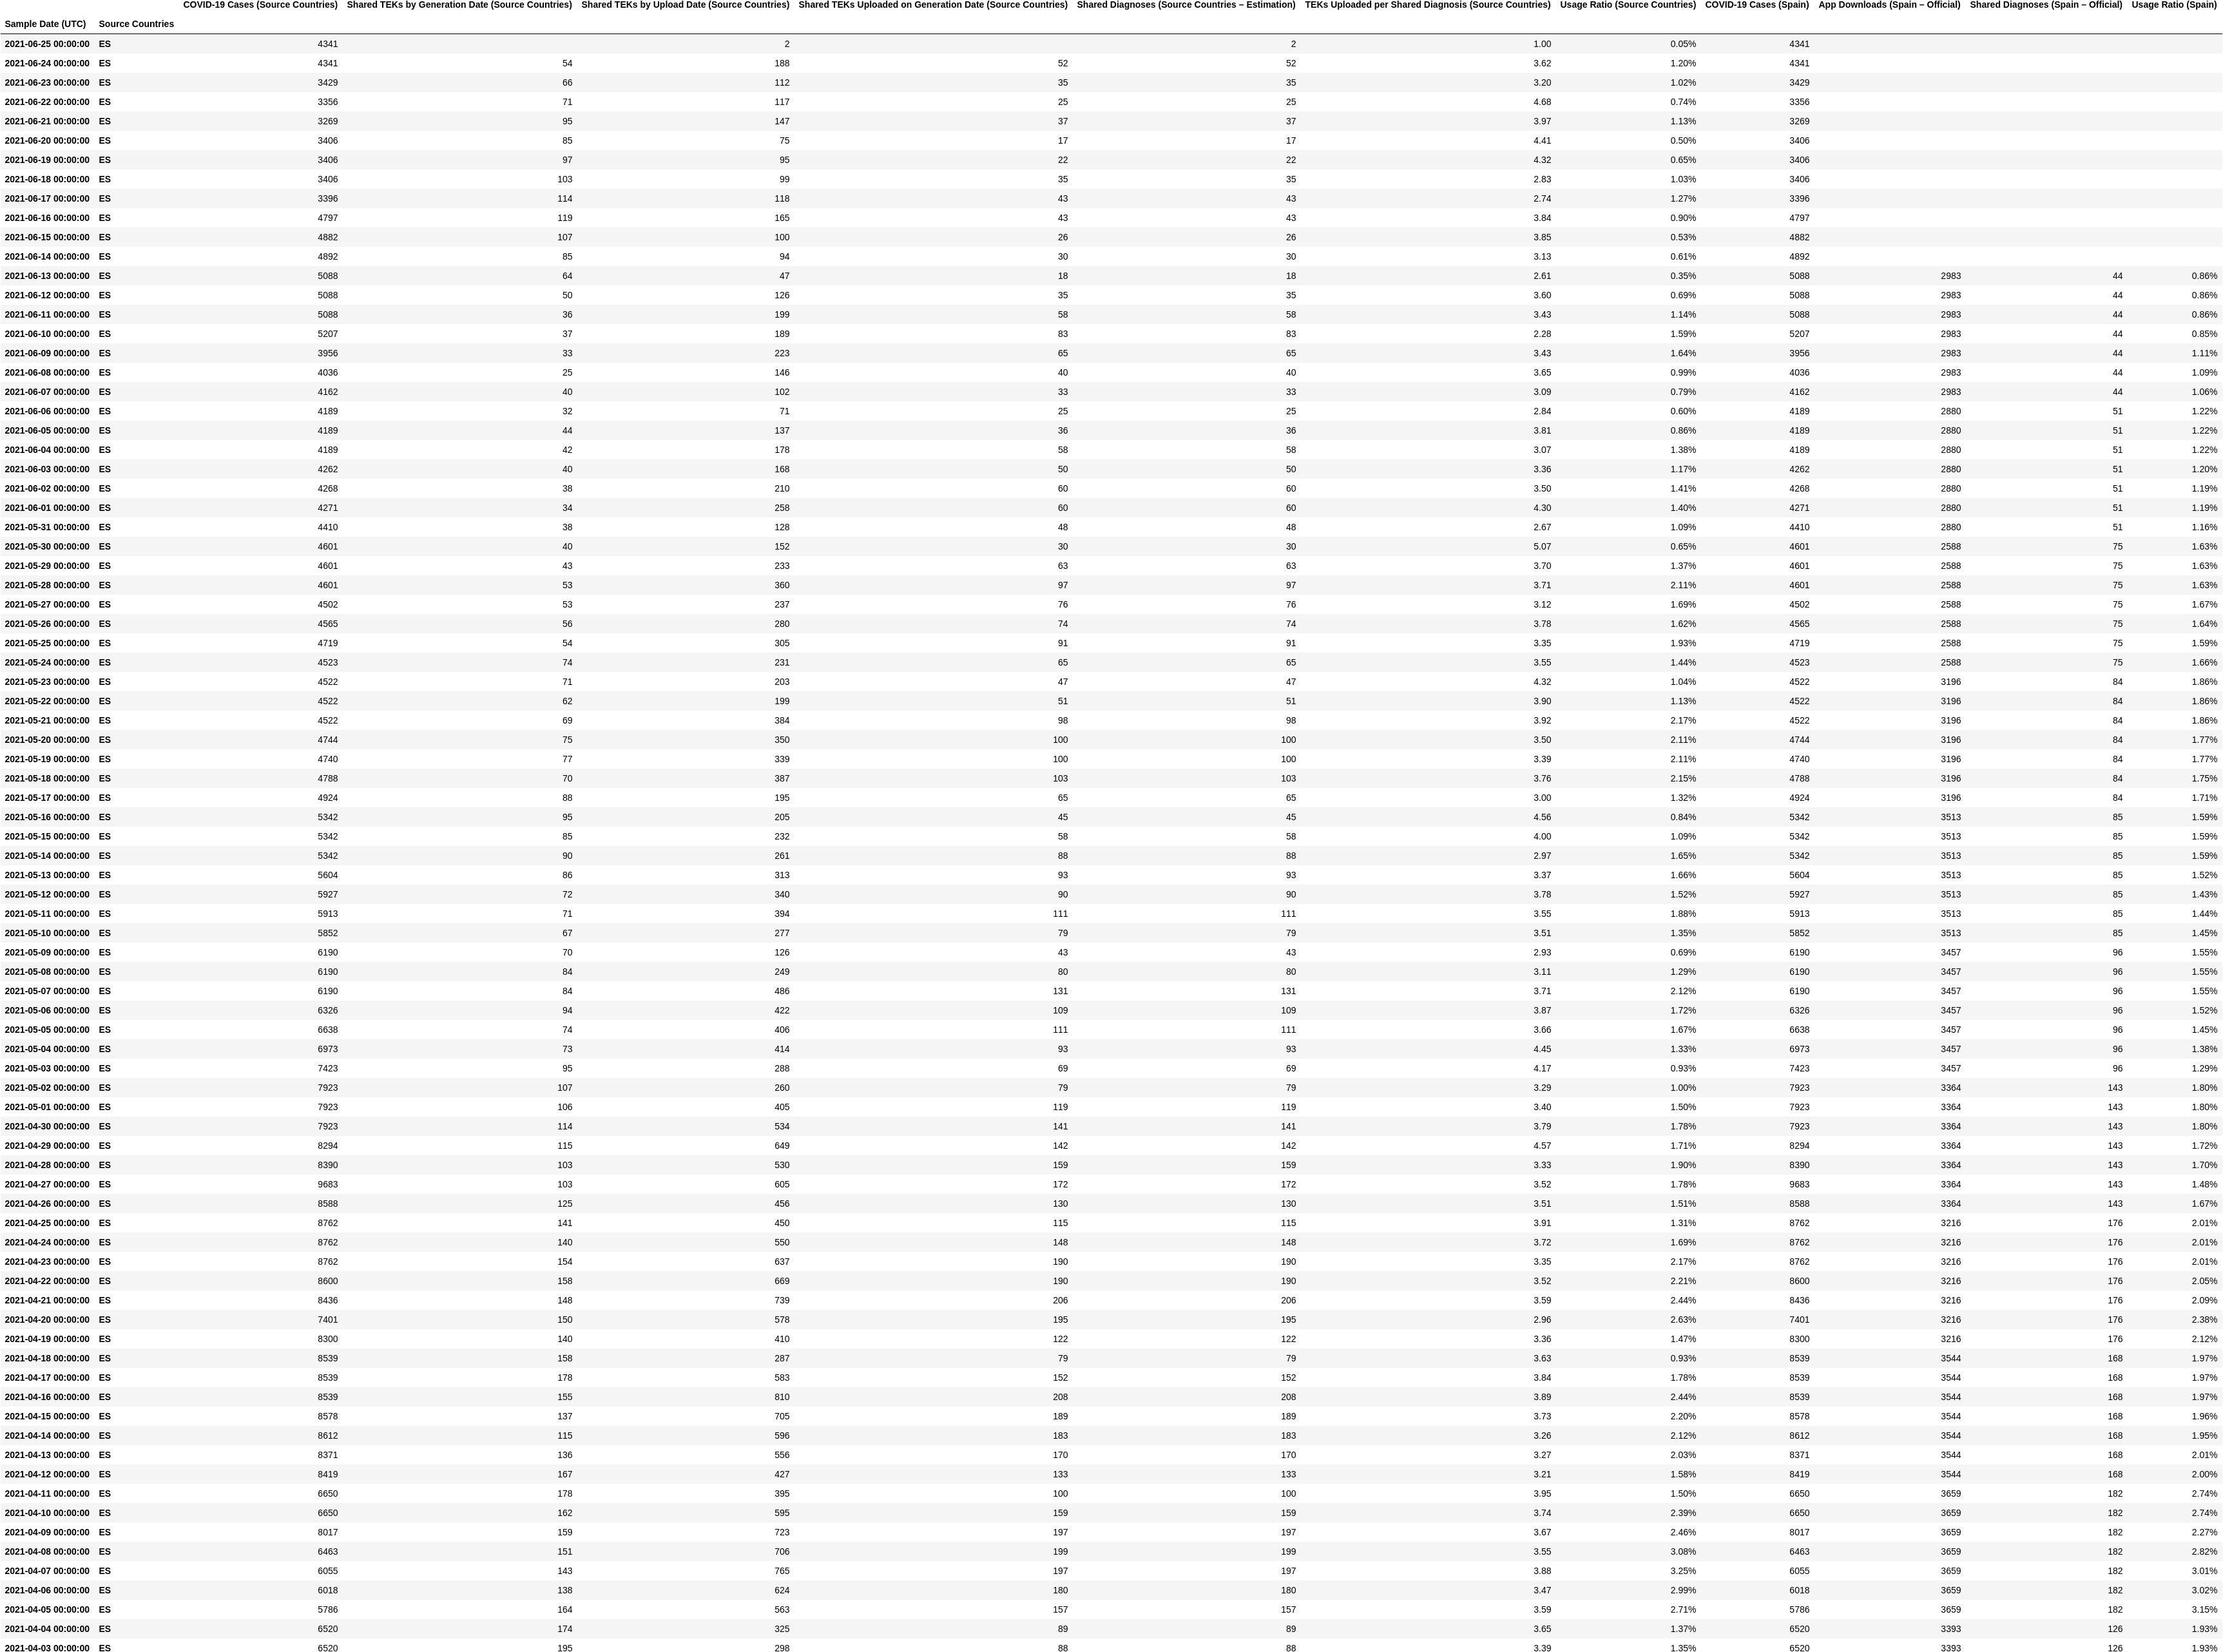 COVID-19 Cases (Source Countries) Shared TEKs by Generation Date (Source Countries) Shared TEKs by Upload Date (Source Countries) Shared TEKs Uploaded on Generation Date (Source Countries) Shared Diagnoses (Source Countries – Estimation) TEKs Uploaded per Shared Diagnosis (Source Countries) Usage Ratio (Source Countries) COVID-19 Cases (Spain) App Downloads (Spain – Official) Shared Diagnoses (Spain – Official) Usage Ratio (Spain)
Sample Date (UTC) Source Countries
2021-06-25 00:00:00 ES 4341 2 2 1.00 0.05% 4341
2021-06-24 00:00:00 ES 4341 54 188 52 52 3.62 1.20% 4341
2021-06-23 00:00:00 ES 3429 66 112 35 35 3.20 1.02% 3429
2021-06-22 00:00:00 ES 3356 71 117 25 25 4.68 0.74% 3356
2021-06-21 00:00:00 ES 3269 95 147 37 37 3.97 1.13% 3269
2021-06-20 00:00:00 ES 3406 85 75 17 17 4.41 0.50% 3406
2021-06-19 00:00:00 ES 3406 97 95 22 22 4.32 0.65% 3406
2021-06-18 00:00:00 ES 3406 103 99 35 35 2.83 1.03% 3406
2021-06-17 00:00:00 ES 3396 114 118 43 43 2.74 1.27% 3396
2021-06-16 00:00:00 ES 4797 119 165 43 43 3.84 0.90% 4797
2021-06-15 00:00:00 ES 4882 107 100 26 26 3.85 0.53% 4882
2021-06-14 00:00:00 ES 4892 85 94 30 30 3.13 0.61% 4892
2021-06-13 00:00:00 ES 5088 64 47 18 18 2.61 0.35% 5088 2983 44 0.86%
2021-06-12 00:00:00 ES 5088 50 126 35 35 3.60 0.69% 5088 2983 44 0.86%
2021-06-11 00:00:00 ES 5088 36 199 58 58 3.43 1.14% 5088 2983 44 0.86%
2021-06-10 00:00:00 ES 5207 37 189 83 83 2.28 1.59% 5207 2983 44 0.85%
2021-06-09 00:00:00 ES 3956 33 223 65 65 3.43 1.64% 3956 2983 44 1.11%
2021-06-08 00:00:00 ES 4036 25 146 40 40 3.65 0.99% 4036 2983 44 1.09%
2021-06-07 00:00:00 ES 4162 40 102 33 33 3.09 0.79% 4162 2983 44 1.06%
2021-06-06 00:00:00 ES 4189 32 71 25 25 2.84 0.60% 4189 2880 51 1.22%
2021-06-05 00:00:00 ES 4189 44 137 36 36 3.81 0.86% 4189 2880 51 1.22%
2021-06-04 00:00:00 ES 4189 42 178 58 58 3.07 1.38% 4189 2880 51 1.22%
2021-06-03 00:00:00 ES 4262 40 168 50 50 3.36 1.17% 4262 2880 51 1.20%
2021-06-02 00:00:00 ES 4268 38 210 60 60 3.50 1.41% 4268 2880 51 1.19%
2021-06-01 00:00:00 ES 4271 34 258 60 60 4.30 1.40% 4271 2880 51 1.19%
2021-05-31 00:00:00 ES 4410 38 128 48 48 2.67 1.09% 4410 2880 51 1.16%
2021-05-30 00:00:00 ES 4601 40 152 30 30 5.07 0.65% 4601 2588 75 1.63%
2021-05-29 00:00:00 ES 4601 43 233 63 63 3.70 1.37% 4601 2588 75 1.63%
2021-05-28 00:00:00 ES 4601 53 360 97 97 3.71 2.11% 4601 2588 75 1.63%
2021-05-27 00:00:00 ES 4502 53 237 76 76 3.12 1.69% 4502 2588 75 1.67%
2021-05-26 00:00:00 ES 4565 56 280 74 74 3.78 1.62% 4565 2588 75 1.64%
2021-05-25 00:00:00 ES 4719 54 305 91 91 3.35 1.93% 4719 2588 75 1.59%
2021-05-24 00:00:00 ES 4523 74 231 65 65 3.55 1.44% 4523 2588 75 1.66%
2021-05-23 00:00:00 ES 4522 71 203 47 47 4.32 1.04% 4522 3196 84 1.86%
2021-05-22 00:00:00 ES 4522 62 199 51 51 3.90 1.13% 4522 3196 84 1.86%
2021-05-21 00:00:00 ES 4522 69 384 98 98 3.92 2.17% 4522 3196 84 1.86%
2021-05-20 00:00:00 ES 4744 75 350 100 100 3.50 2.11% 4744 3196 84 1.77%
2021-05-19 00:00:00 ES 4740 77 339 100 100 3.39 2.11% 4740 3196 84 1.77%
2021-05-18 00:00:00 ES 4788 70 387 103 103 3.76 2.15% 4788 3196 84 1.75%
2021-05-17 00:00:00 ES 4924 88 195 65 65 3.00 1.32% 4924 3196 84 1.71%
2021-05-16 00:00:00 ES 5342 95 205 45 45 4.56 0.84% 5342 3513 85 1.59%
2021-05-15 00:00:00 ES 5342 85 232 58 58 4.00 1.09% 5342 3513 85 1.59%
2021-05-14 00:00:00 ES 5342 90 261 88 88 2.97 1.65% 5342 3513 85 1.59%
2021-05-13 00:00:00 ES 5604 86 313 93 93 3.37 1.66% 5604 3513 85 1.52%
2021-05-12 00:00:00 ES 5927 72 340 90 90 3.78 1.52% 5927 3513 85 1.43%
2021-05-11 00:00:00 ES 5913 71 394 111 111 3.55 1.88% 5913 3513 85 1.44%
2021-05-10 00:00:00 ES 5852 67 277 79 79 3.51 1.35% 5852 3513 85 1.45%
2021-05-09 00:00:00 ES 6190 70 126 43 43 2.93 0.69% 6190 3457 96 1.55%
2021-05-08 00:00:00 ES 6190 84 249 80 80 3.11 1.29% 6190 3457 96 1.55%
2021-05-07 00:00:00 ES 6190 84 486 131 131 3.71 2.12% 6190 3457 96 1.55%
2021-05-06 00:00:00 ES 6326 94 422 109 109 3.87 1.72% 6326 3457 96 1.52%
2021-05-05 00:00:00 ES 6638 74 406 111 111 3.66 1.67% 6638 3457 96 1.45%
2021-05-04 00:00:00 ES 6973 73 414 93 93 4.45 1.33% 6973 3457 96 1.38%
2021-05-03 00:00:00 ES 7423 95 288 69 69 4.17 0.93% 7423 3457 96 1.29%
2021-05-02 00:00:00 ES 7923 107 260 79 79 3.29 1.00% 7923 3364 143 1.80%
2021-05-01 00:00:00 ES 7923 106 405 119 119 3.40 1.50% 7923 3364 143 1.80%
2021-04-30 00:00:00 ES 7923 114 534 141 141 3.79 1.78% 7923 3364 143 1.80%
2021-04-29 00:00:00 ES 8294 115 649 142 142 4.57 1.71% 8294 3364 143 1.72%
2021-04-28 00:00:00 ES 8390 103 530 159 159 3.33 1.90% 8390 3364 143 1.70%
2021-04-27 00:00:00 ES 9683 103 605 172 172 3.52 1.78% 9683 3364 143 1.48%
2021-04-26 00:00:00 ES 8588 125 456 130 130 3.51 1.51% 8588 3364 143 1.67%
2021-04-25 00:00:00 ES 8762 141 450 115 115 3.91 1.31% 8762 3216 176 2.01%
2021-04-24 00:00:00 ES 8762 140 550 148 148 3.72 1.69% 8762 3216 176 2.01%
2021-04-23 00:00:00 ES 8762 154 637 190 190 3.35 2.17% 8762 3216 176 2.01%
2021-04-22 00:00:00 ES 8600 158 669 190 190 3.52 2.21% 8600 3216 176 2.05%
2021-04-21 00:00:00 ES 8436 148 739 206 206 3.59 2.44% 8436 3216 176 2.09%
2021-04-20 00:00:00 ES 7401 150 578 195 195 2.96 2.63% 7401 3216 176 2.38%
2021-04-19 00:00:00 ES 8300 140 410 122 122 3.36 1.47% 8300 3216 176 2.12%
2021-04-18 00:00:00 ES 8539 158 287 79 79 3.63 0.93% 8539 3544 168 1.97%
2021-04-17 00:00:00 ES 8539 178 583 152 152 3.84 1.78% 8539 3544 168 1.97%
2021-04-16 00:00:00 ES 8539 155 810 208 208 3.89 2.44% 8539 3544 168 1.97%
2021-04-15 00:00:00 ES 8578 137 705 189 189 3.73 2.20% 8578 3544 168 1.96%
2021-04-14 00:00:00 ES 8612 115 596 183 183 3.26 2.12% 8612 3544 168 1.95%
2021-04-13 00:00:00 ES 8371 136 556 170 170 3.27 2.03% 8371 3544 168 2.01%
2021-04-12 00:00:00 ES 8419 167 427 133 133 3.21 1.58% 8419 3544 168 2.00%
2021-04-11 00:00:00 ES 6650 178 395 100 100 3.95 1.50% 6650 3659 182 2.74%
2021-04-10 00:00:00 ES 6650 162 595 159 159 3.74 2.39% 6650 3659 182 2.74%
2021-04-09 00:00:00 ES 8017 159 723 197 197 3.67 2.46% 8017 3659 182 2.27%
2021-04-08 00:00:00 ES 6463 151 706 199 199 3.55 3.08% 6463 3659 182 2.82%
2021-04-07 00:00:00 ES 6055 143 765 197 197 3.88 3.25% 6055 3659 182 3.01%
2021-04-06 00:00:00 ES 6018 138 624 180 180 3.47 2.99% 6018 3659 182 3.02%
2021-04-05 00:00:00 ES 5786 164 563 157 157 3.59 2.71% 5786 3659 182 3.15%
2021-04-04 00:00:00 ES 6520 174 325 89 89 3.65 1.37% 6520 3393 126 1.93%
2021-04-03 00:00:00 ES 6520 195 298 88 88 3.39 1.35% 6520 3393 126 1.93%